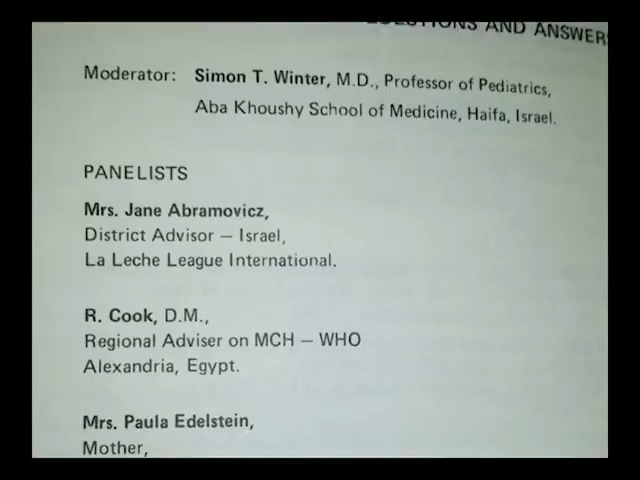 QUESTIONS AND ANSWERS
Moderator: Simon T. Winter, M.D., Professor of Pediatrics,
Aba Khoushy School of Medicine, Haifa, Israel.
PANELISTS
Mrs. Jane Abramovicz,
District Advisor — Israel,
La Leche League International.
R. Cook, D.M.,
Regional Adviser on MCH — WHO
Alexandria, Egypt.
Mrs. Paula Edelstein,
Mother,